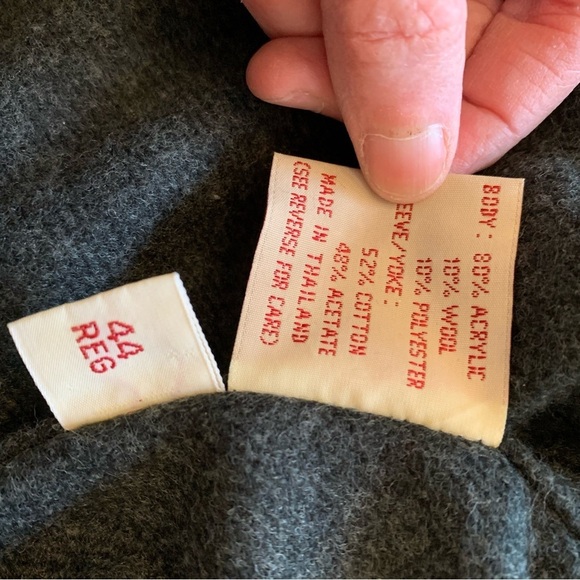 44
REG
BODY: 80% ACRYLIC
10% WOOL
10% POLYESTER
EEVE/YOKE:
52% COTTON
48% ACETATE
MADE IN THAILAND
(SEE REVERSE FOR CARE)